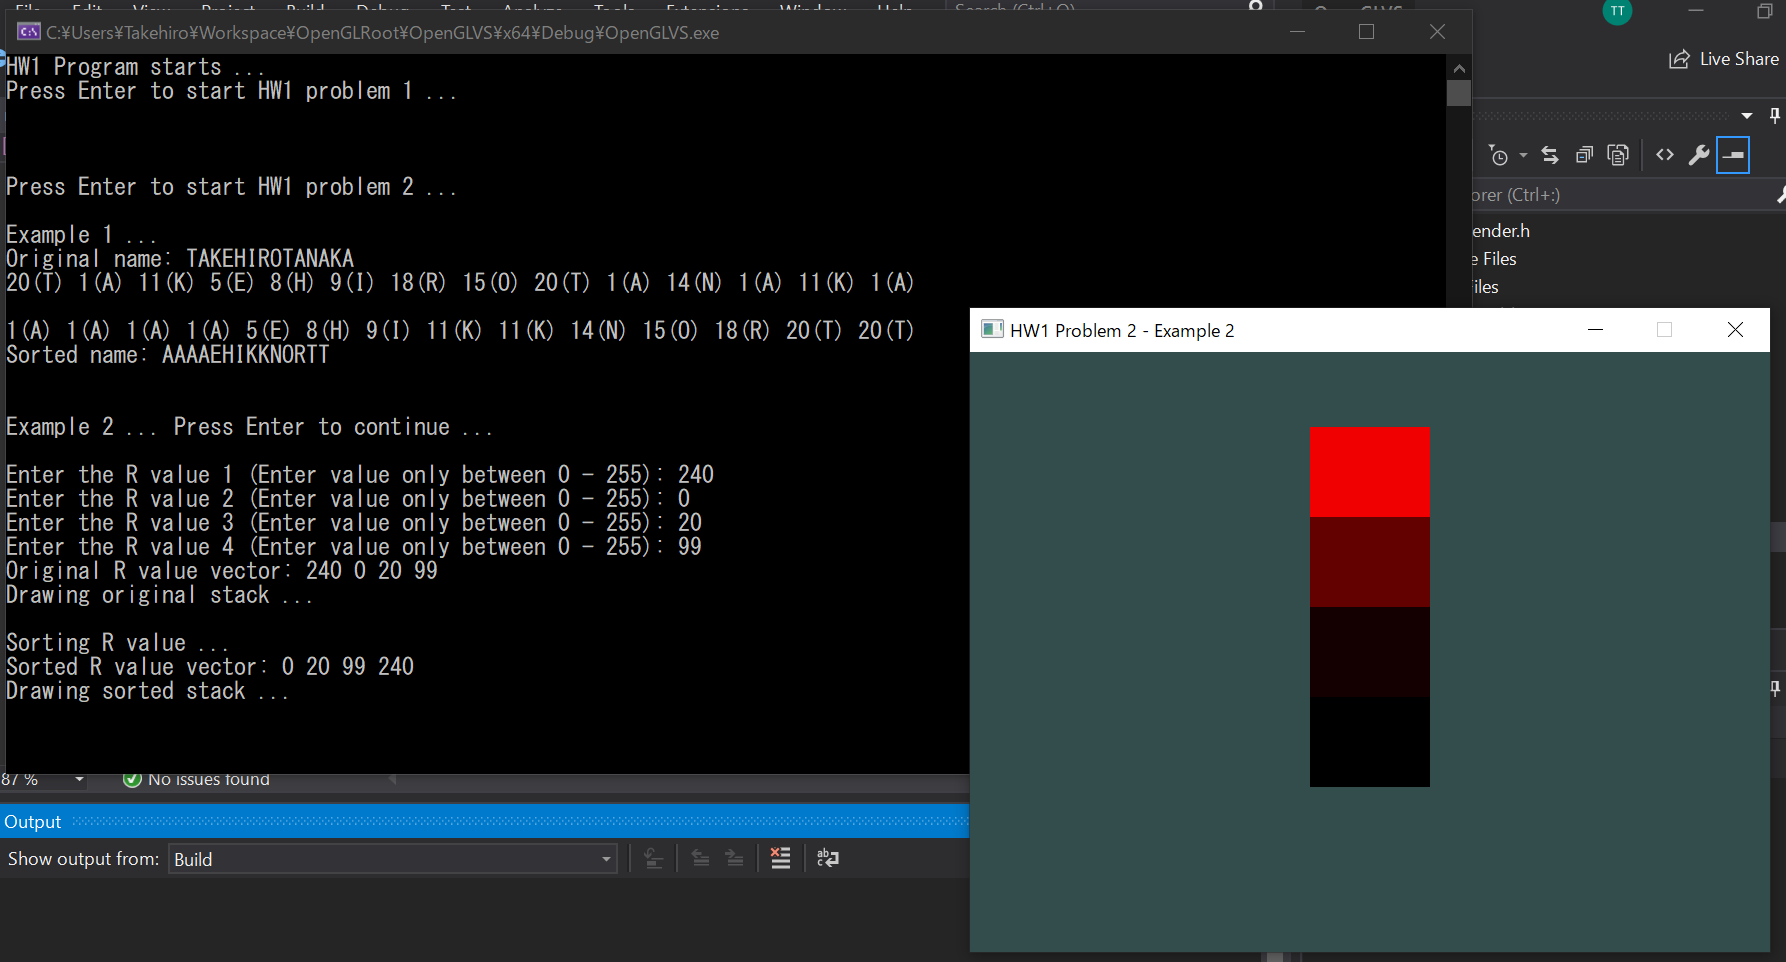 C:¥Users¥Takehiro¥Workspace¥OpenGLRoot¥OpenGLVS¥x64¥Debug¥OpenGLVS.exe
TT
Live Share
HW1 Program starts ...
Press Enter to start HW1 problem 1 ...
Press Enter to start HW1 problem 2 ...
Example 1 ...
Original name: TAKEHIROTANAKA
20(T) 1(A) 11(K) 5(E) 8(H) 9(I) 18(R) 15(O) 20(T) 1(A) 14(N) 1(A) 11(K) 1(A)
1(A) 1(A) 1(A) 1(A) 5(E) 8(H) 9(I) 11(K) 11(K) 14(N) 15(O) 18(R) 20(T) 20(T)
Sorted name: AAAAEHIKKNORTT
Example 2 ... Press Enter to continue ...
Enter the R value 1 (Enter value only between 0 - 255): 240
Enter the R value 2 (Enter value only between 0 - 255): 0
Enter the R value 3 (Enter value only between 0 - 255): 20
Enter the R value 4 (Enter value only between 0 - 255): 99
Original R value vector: 240 0 20 99
Drawing original stack ...
Sorting R value ...
Sorted R value vector: 0 20 99 240
Drawing sorted stack ...
orer (Ctrl+:)
ender.h
e Files
iles
HW1 Problem 2 - Example 2
87 %
No issues found
Output
Show output from: Build